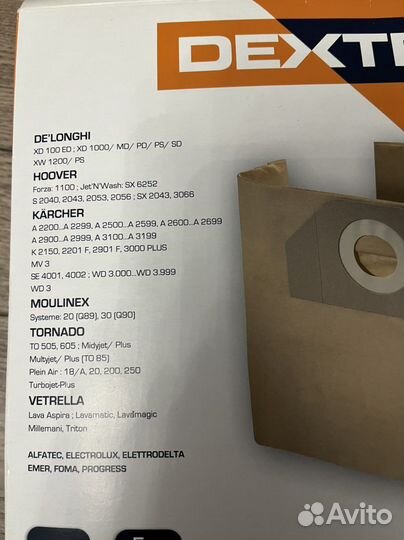 DEXT
DE'LONGHI
XD 100 ED ; XD 1000/ MD/ PD/ PS/ SD
XW 1200/ PS
HOOVER
Forza: 1100 ; Jet'N'Wash: SX 6252
S 2040, 2043, 2053, 2056 ; SX 2043, 3066
KÄRCHER
A 2200...A 2299, A 2500...A 2599, A 2600...A 2699
A 2900...A 2999, A 3100...A 3199
K 2150, 2201 F, 2901 F, 3000 PLUS
MV 3
SE 4001, 4002 ; WD 3.000...WD 3.999
WD 3
MOULINEX
Systeme: 20 (Q89), 30 (Q90)
TORNADO
TO 505, 605 ; Midyjet/ Plus
Multyjet/ Plus (TO 85)
Plein Air : 18/A, 20, 200, 250
Turbojet-Plus
VETRELLA
Lava Aspira ; Lavamatic, Lavamagic
Millemani, Triton
ALFATEC, ELECTROLUX, ELETTRODELTA
EMER, FOMA, PROGRESS
Avito